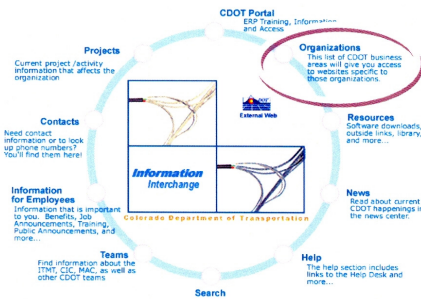 CDOT Portal
ERP Training, Information
and Access
Projects
Current project /activity
information that affects the
organization
Organizations
This list of CDOT business
areas will give you access
to websites specific to
those organizations.
Contacts
Need contact
information or to look
up phone numbers?
You'll find them here!
External Web
Resources
Software downloads,
outside links, library,
and more...
Information
Interchange
Colorado Department of Transportation
Information
for Employees
Information that is important
to you. Benefits, Job
Announcements, Training,
Public Announcements, and
more...
News
Read about current
CDOT happenings in
the news center.
Teams
Find information about the
ITMT, CIC, MAC, as well as
other CDOT teams
Help
The help section includes
links to the Help Desk and
more...
Search